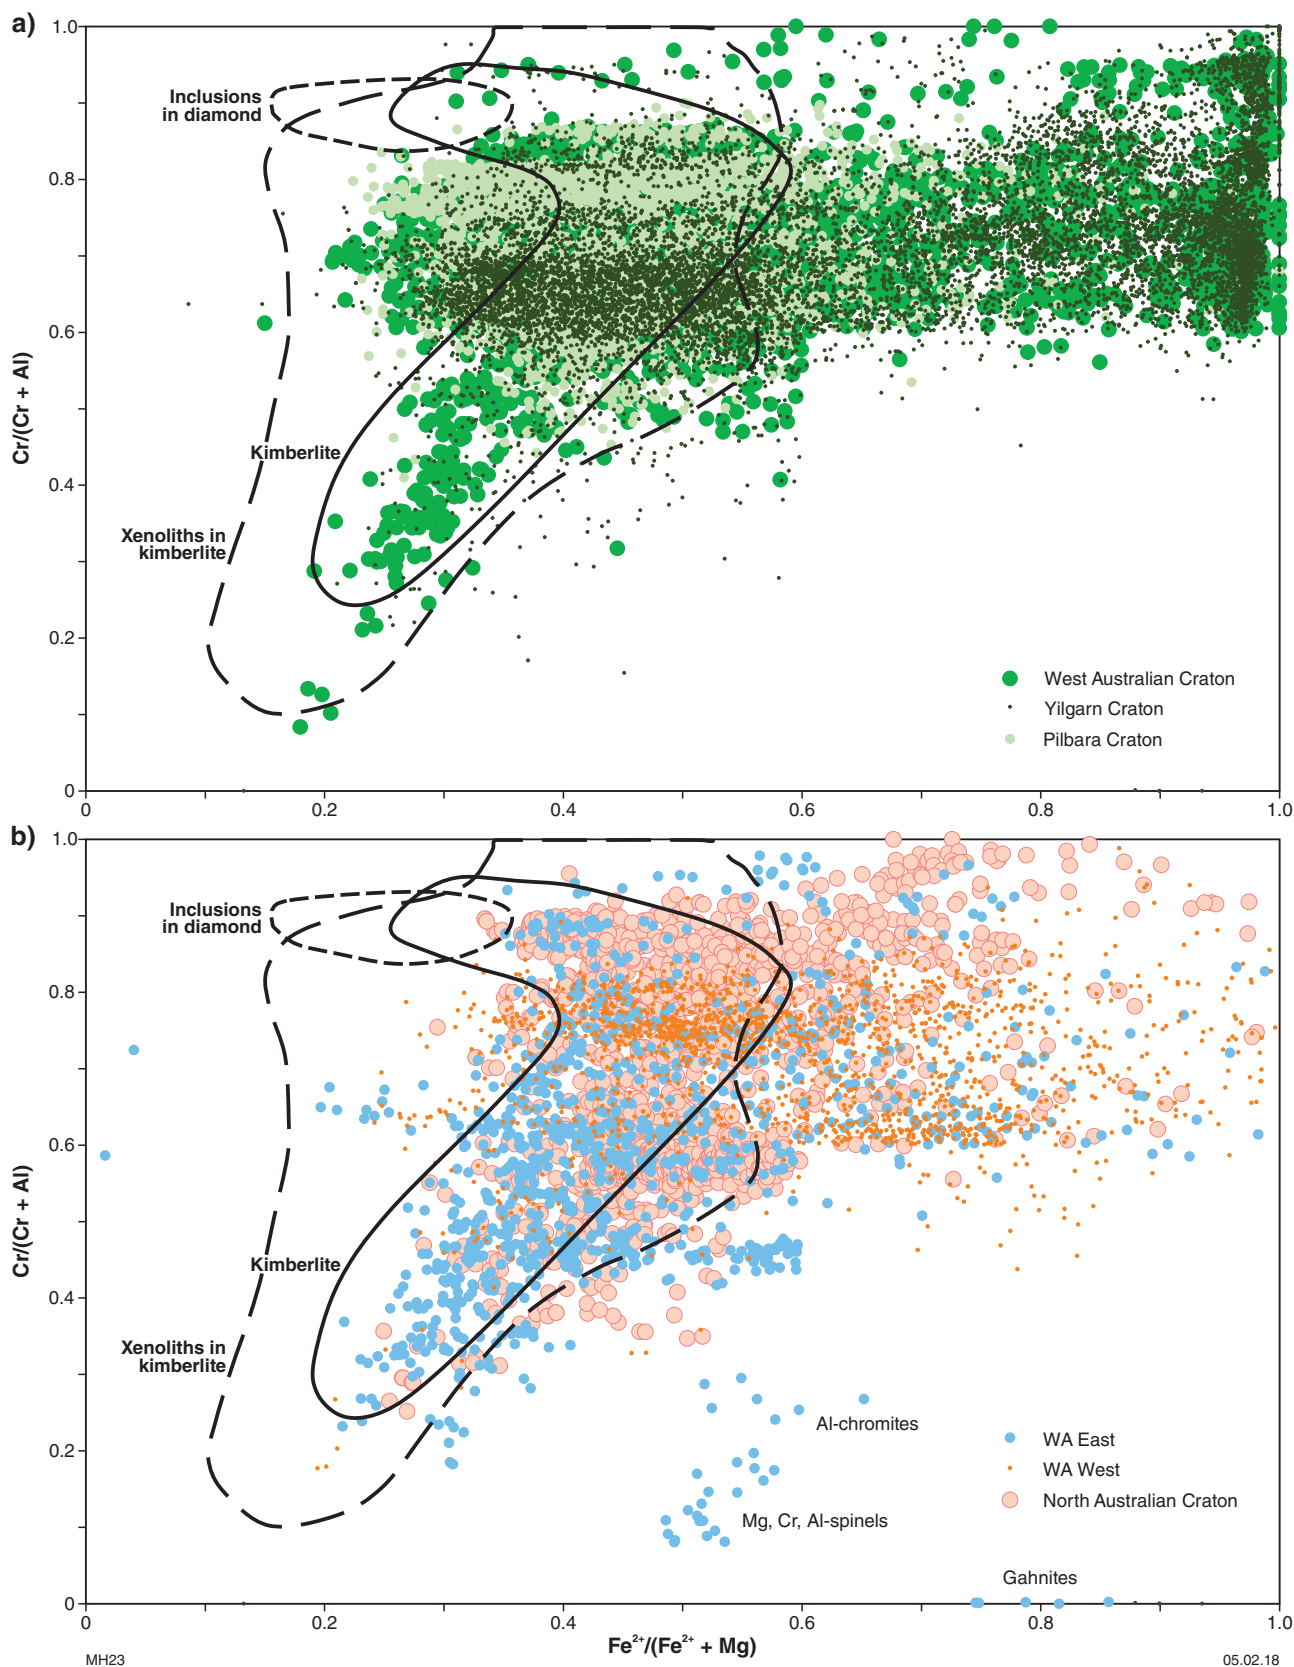 a)
1.0
Inclusions
in diamond
0.8
0.6
Cr/(Cr + Al)
Kimberlite
0.4
Xenoliths in
kimberlite
0.2
West Australian Craton
Yilgarn Craton
Pilbara Craton
0
0
0.2
0.4
0.6
0.8
1.0
b)
1.0
Inclusions
in diamond
0.8
0.6
Cr/(Cr + Al)
Kimberlite
0.4
Xenoliths in
kimberlite
Al-chromites
0.2
WA East
WA West
North Australian Craton
Mg, Cr, Al-spinels
Gahnites
0
0
0.2
0.4
0.6
0.8
1.0
Fe²⁺/(Fe²⁺ + Mg)
MH23
05.02.18